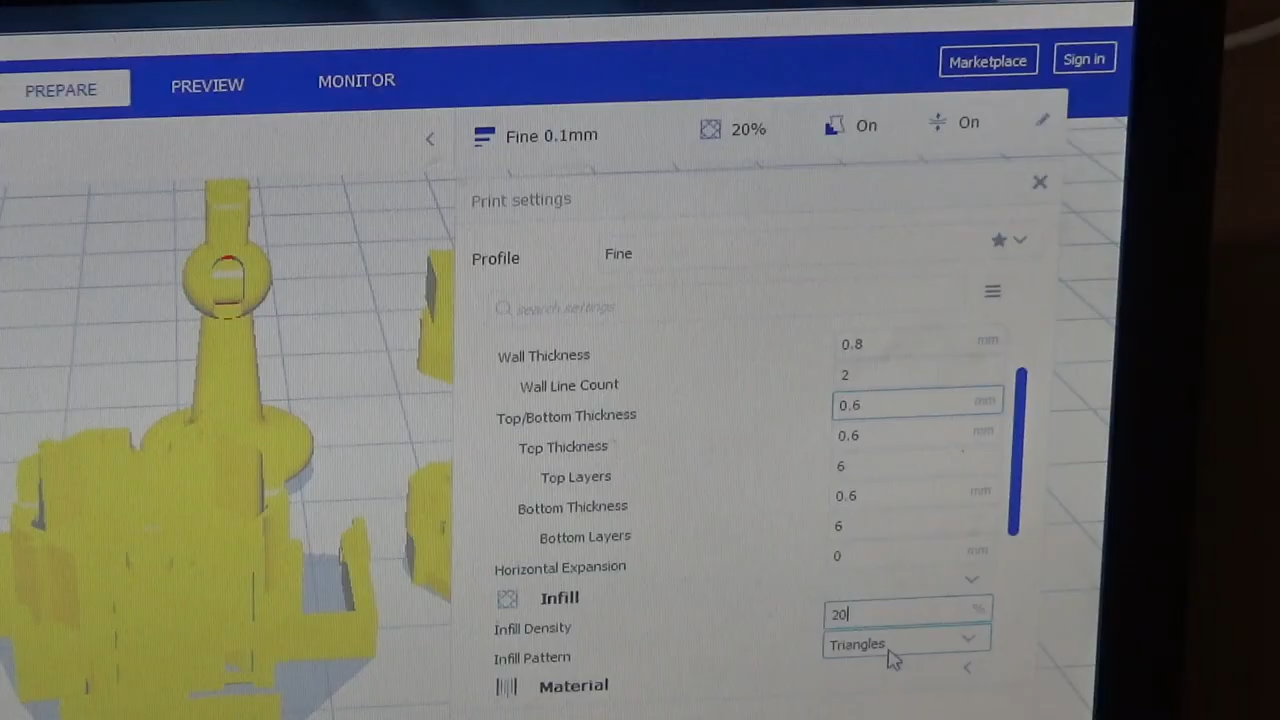 PREPARE PREVIEW MONITOR Marketplace Sign in
Fine 0.1mm 20% On On
Print settings
Profile Fine
search settings
Wall Thickness 0.8 mm
Wall Line Count 2
Top/Bottom Thickness 0.6 mm
Top Thickness 0.6 mm
Top Layers 6
Bottom Thickness 0.6 mm
Bottom Layers 6
Horizontal Expansion 0 mm
Infill
Infill Density 20 %
Infill Pattern Triangles
Material